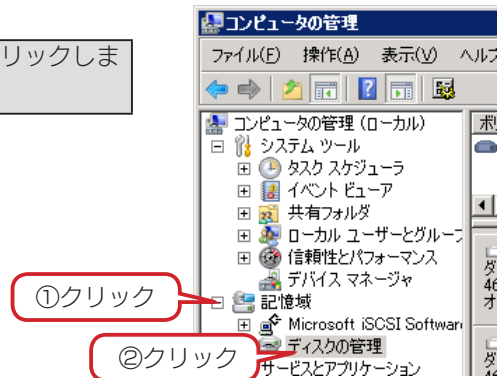 リックしま
コンピュータの管理
ファイル(F) 操作(A) 表示(V) ヘルプ
コンピュータの管理 (ローカル)
システム ツール
タスク スケジューラ
イベント ビューア
共有フォルダ
ローカル ユーザーとグループ
信頼性とパフォーマンス
デバイス マネージャ
①クリック
記憶域
Microsoft iSCSI Softwar
②クリック
ディスクの管理
サービスとアプリケーション
ボ
ダ
46
オ
ダ